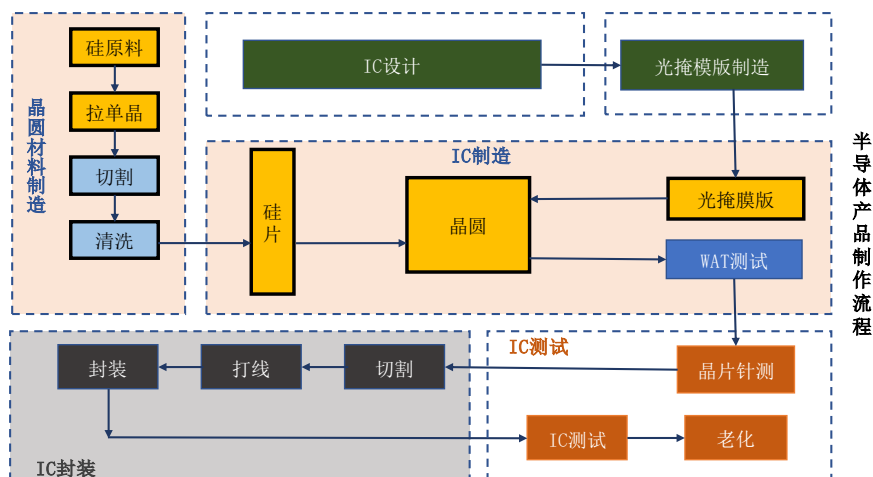 硅原料
拉单晶
切割
清洗
晶圆材料制造
IC设计
光掩模版制造
IC制造
硅片
晶圆
光掩膜版
WAT测试
半导体产品制作流程
IC测试
晶片针测
切割
打线
封装
IC测试
老化
IC封装